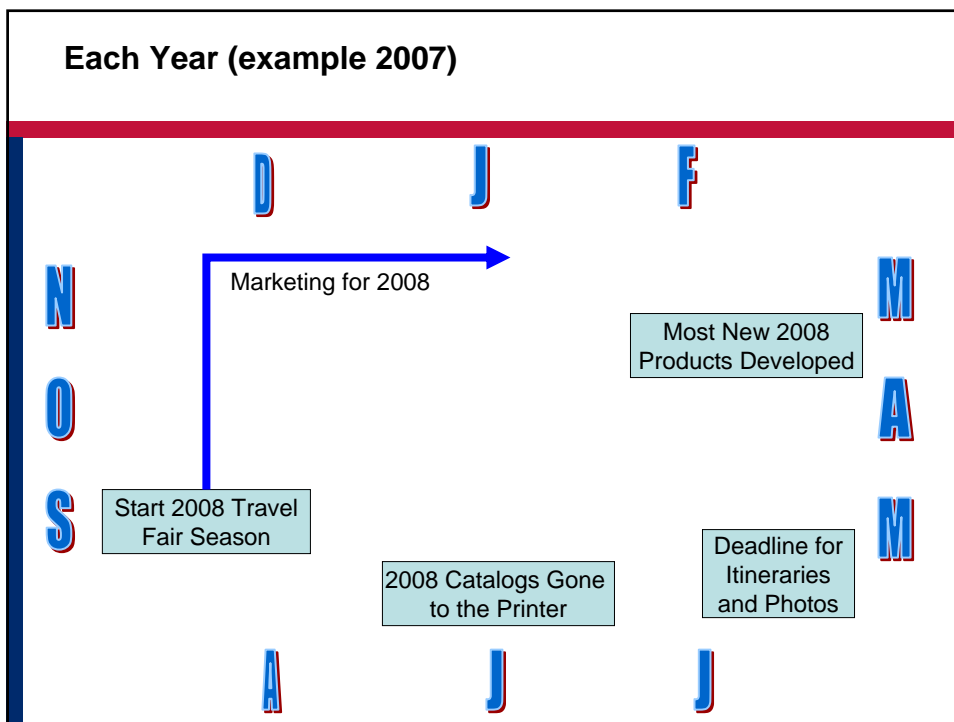 Each Year (example 2007)
D J F
Marketing for 2008
N
M
Most New 2008
Products Developed
O
A
S
Start 2008 Travel
Fair Season
M
Deadline for
Itineraries
and Photos
2008 Catalogs Gone
to the Printer
A J J